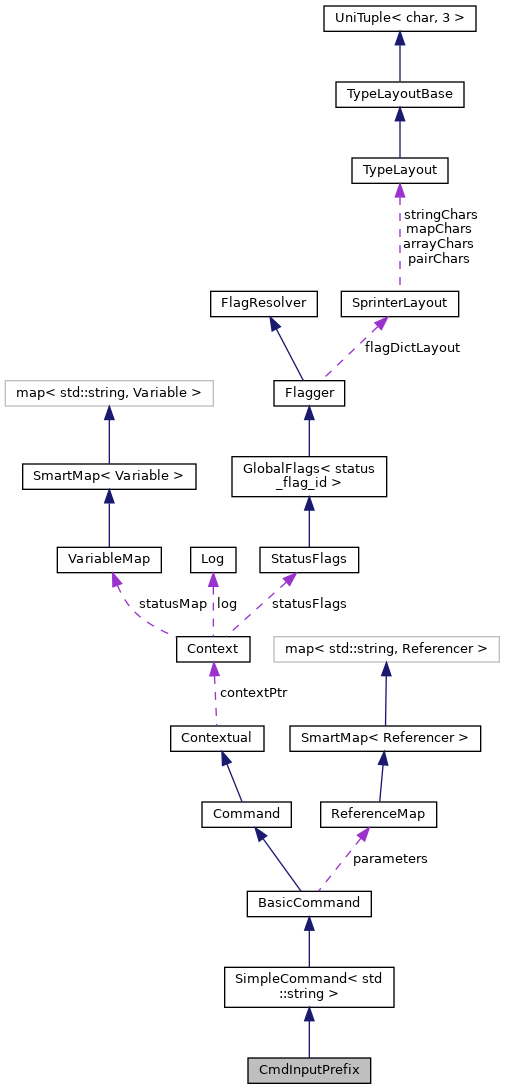 UniTuple< char, 3 >
TypeLayoutBase
TypeLayout
stringChars
mapChars
arrayChars
pairChars
FlagResolver
SprinterLayout
flagDictLayout
map< std::string, Variable >
Flagger
SmartMap< Variable >
GlobalFlags< status
_flag_id >
VariableMap
Log
StatusFlags
statusMap
log
statusFlags
Context
map< std::string, Referencer >
contextPtr
Contextual
SmartMap< Referencer >
Command
ReferenceMap
parameters
BasicCommand
SimpleCommand< std
::string >
CmdInputPrefix